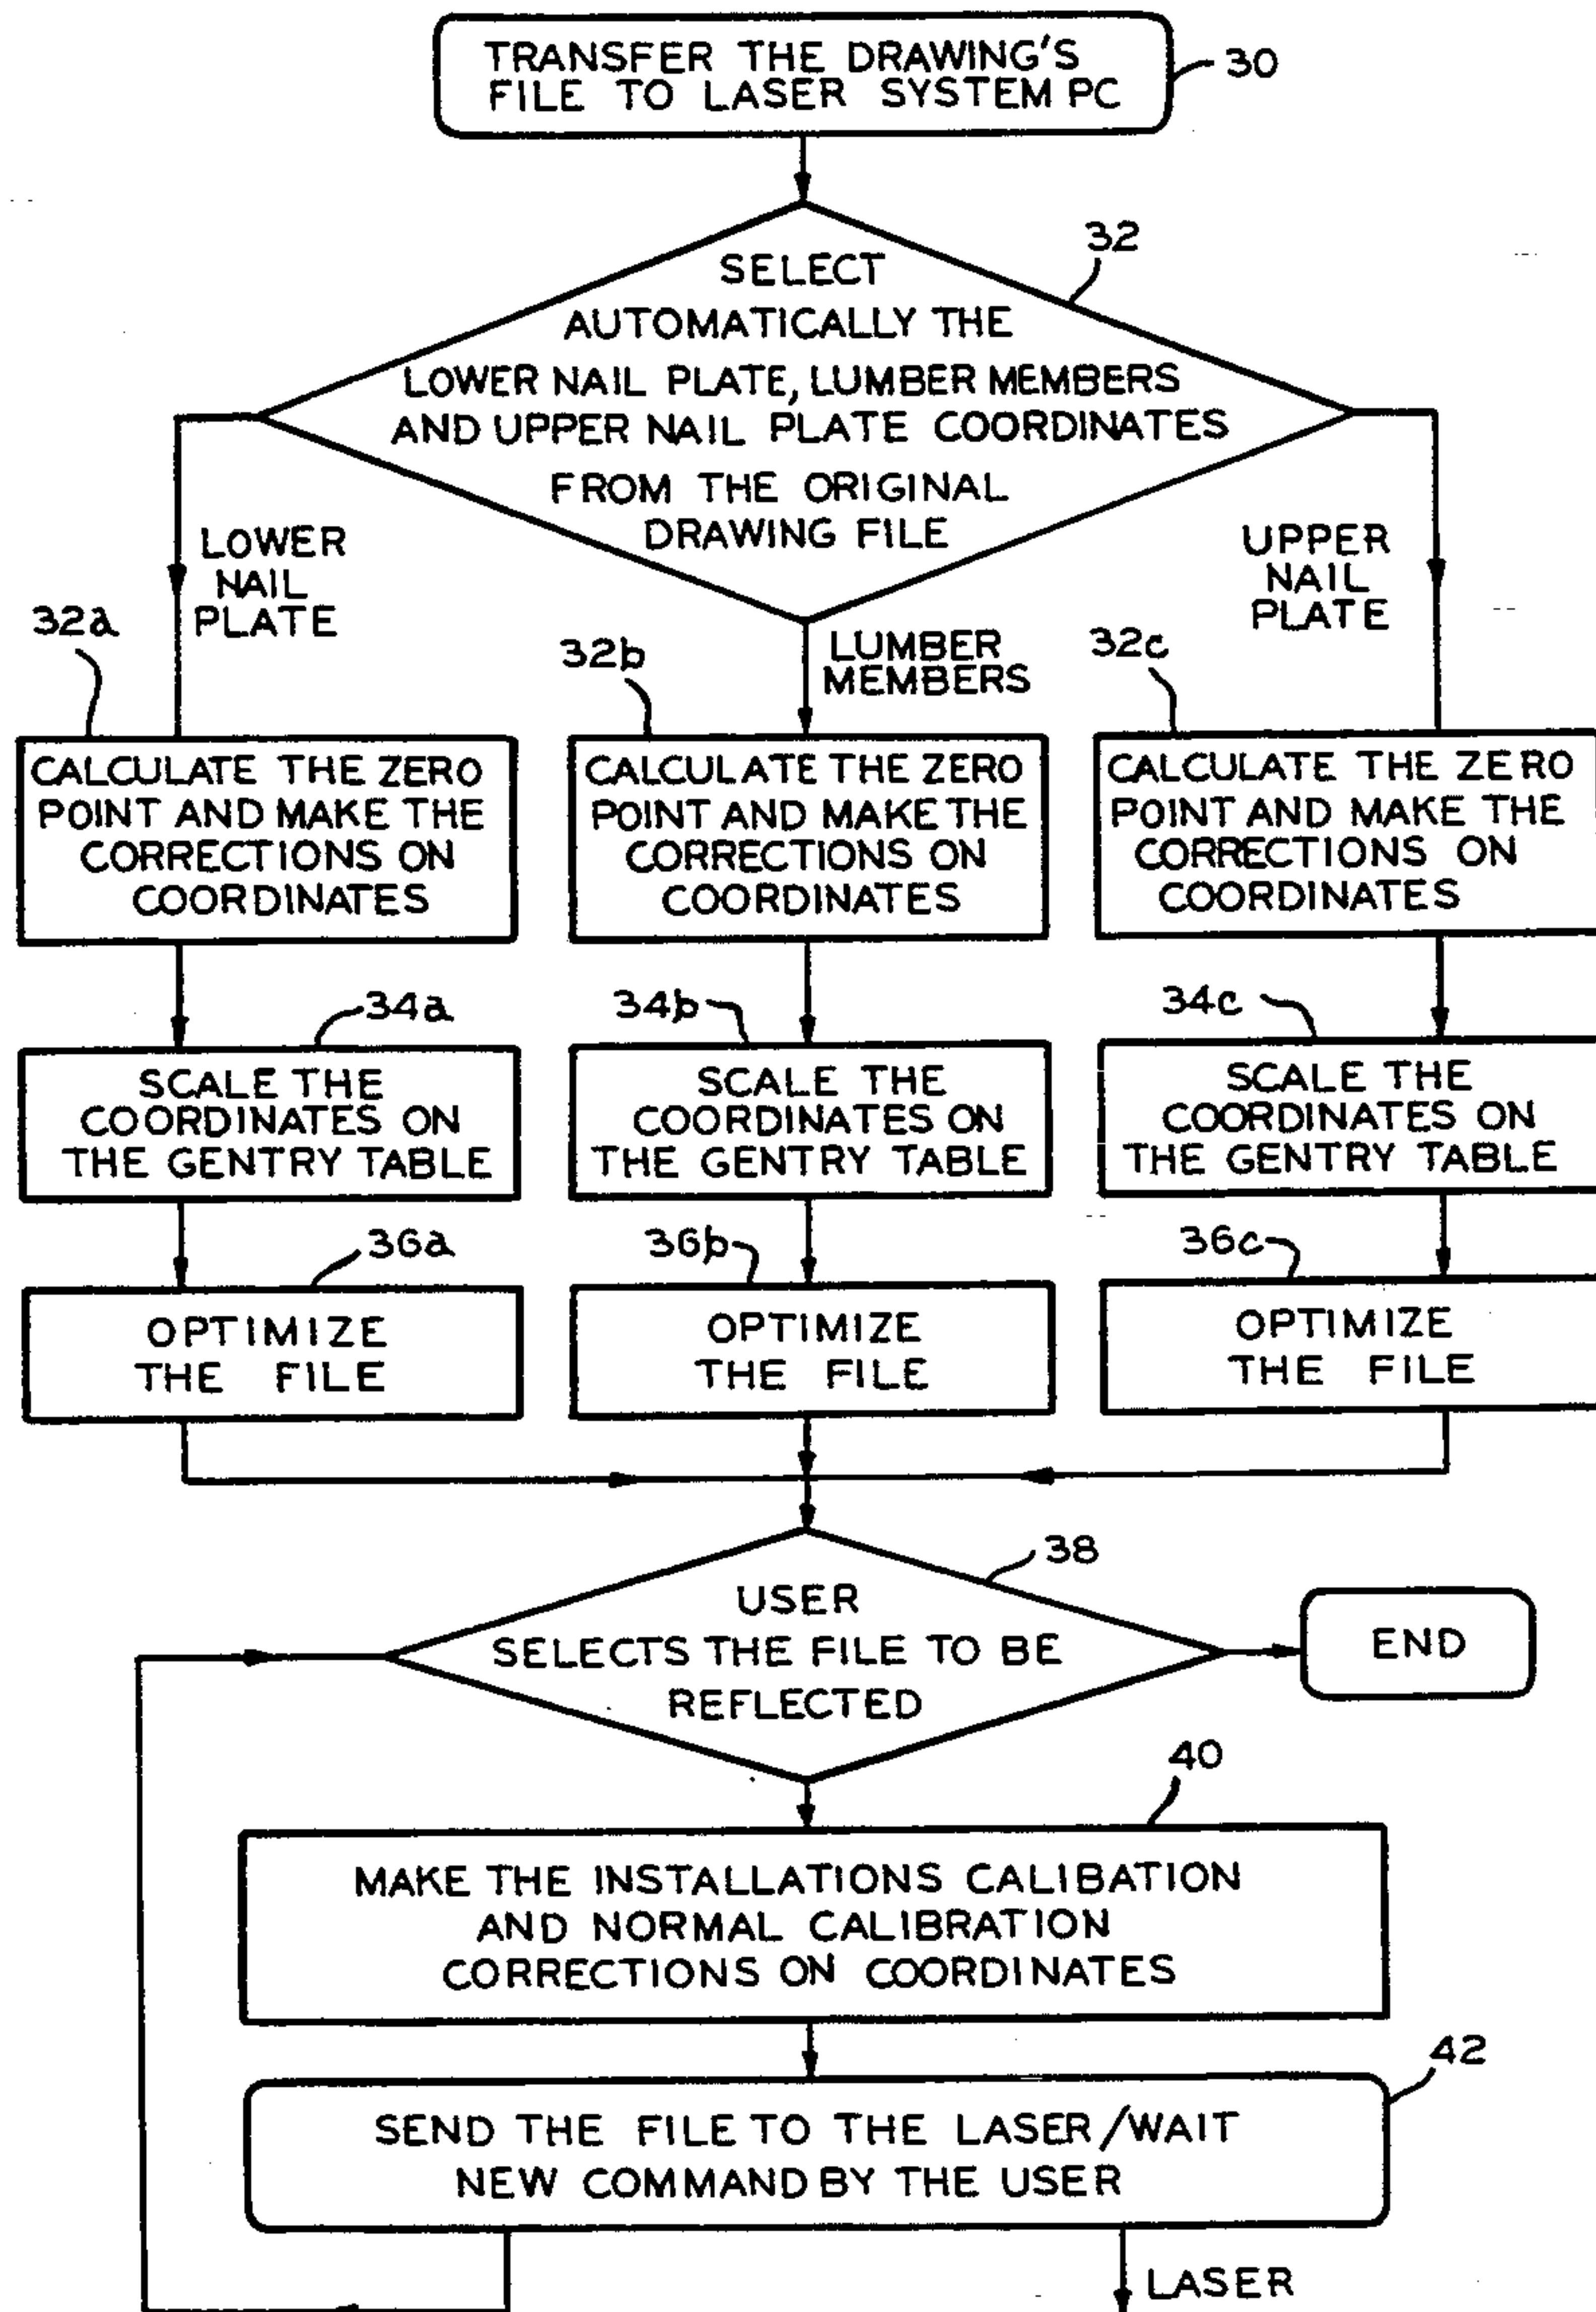 TRANSFER THE DRAWING'S
FILE TO LASER SYSTEM PC
30
32
SELECT
AUTOMATICALLY THE
LOWER NAIL PLATE, LUMBER MEMBERS
AND UPPER NAIL PLATE COORDINATES
FROM THE ORIGINAL
DRAWING FILE
LOWER
NAIL
PLATE
UPPER
NAIL
PLATE
LUMBER
MEMBERS
32a
32b
32c
CALCULATE THE ZERO
POINT AND MAKE THE
CORRECTIONS ON
COORDINATES
CALCULATE THE ZERO
POINT AND MAKE THE
CORRECTIONS ON
COORDINATES
CALCULATE THE ZERO
POINT AND MAKE THE
CORRECTIONS ON
COORDINATES
34a
34b
34c
SCALE THE
COORDINATES ON
THE GENTRY TABLE
SCALE THE
COORDINATES ON
THE GENTRY TABLE
SCALE THE
COORDINATES ON
THE GENTRY TABLE
36a
36b
36c
OPTIMIZE
THE FILE
OPTIMIZE
THE FILE
OPTIMIZE
THE FILE
38
USER
SELECTS THE FILE TO BE
REFLECTED
END
40
MAKE THE INSTALLATIONS CALIBATION
AND NORMAL CALIBRATION
CORRECTIONS ON COORDINATES
42
SEND THE FILE TO THE LASER/WAIT
NEW COMMAND BY THE USER
LASER